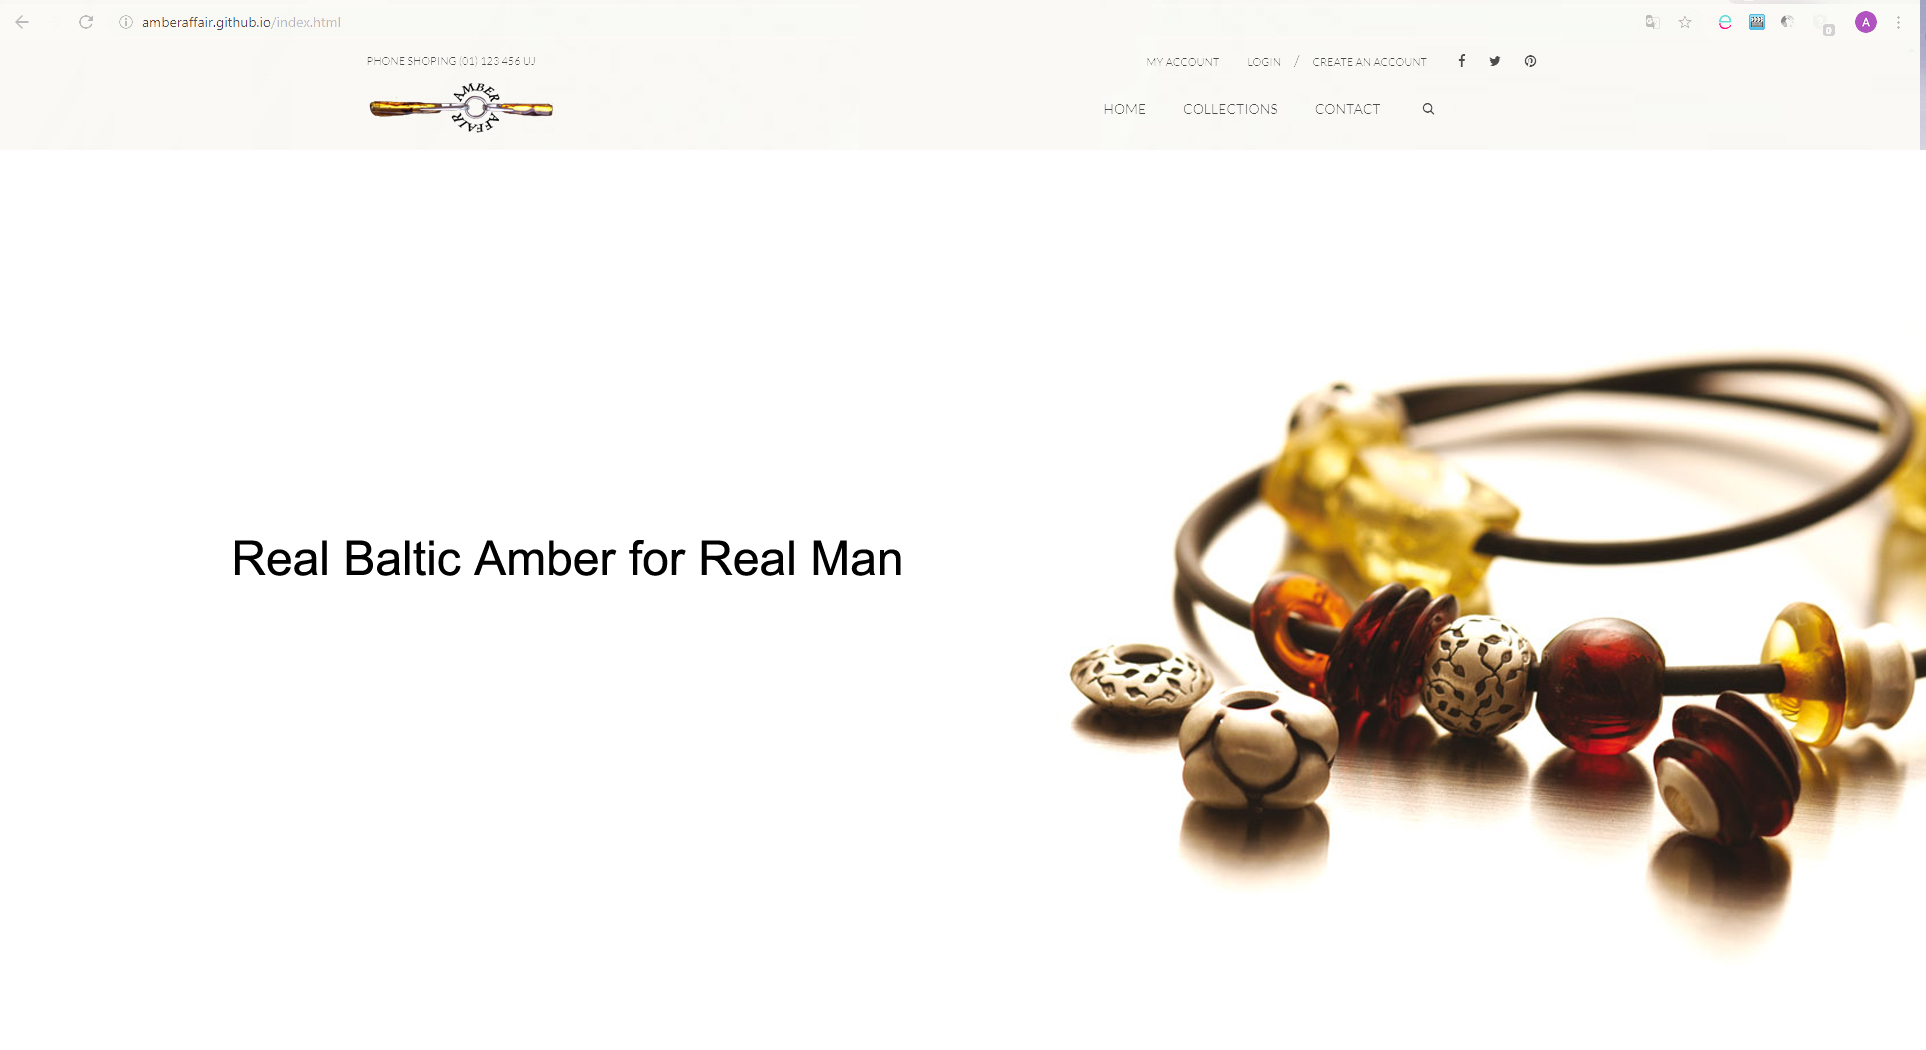 amberaffair.github.io/index.html
A
PHONE SHOPING (01) 123 456 UJ
MY ACCOUNT LOGIN / CREATE AN ACCOUNT
AMBER
AFFAIR
HOME COLLECTIONS CONTACT
Real Baltic Amber for Real Man